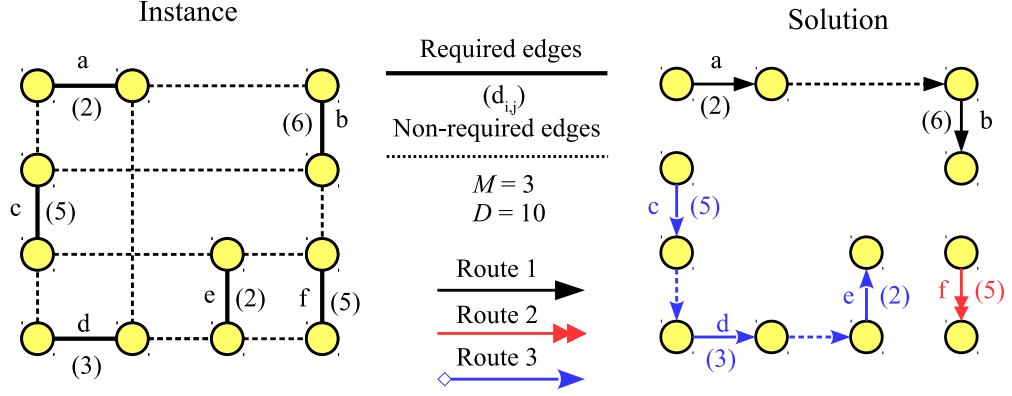 Instance
a
(2)
(6)
b
c
(5)
e
(2)
f
(5)
d
(3)
Required edges
(d_{i,j})
Non-required edges
M = 3
D = 10
Route 1
Route 2
Route 3
Solution
a
(2)
(6)
b
c
(5)
e
(2)
f
(5)
d
(3)